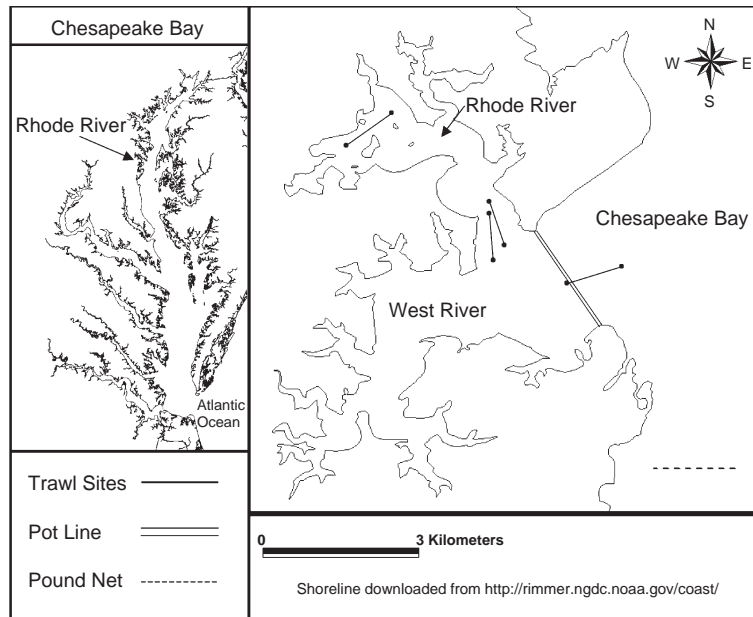 Chesapeake Bay
Rhode River
Atlantic
Ocean
Trawl Sites
Pot Line
Pound Net
N
W E
S
Rhode River
Chesapeake Bay
West River
0 3 Kilometers
Shoreline downloaded from http://rimmer.ngdc.noaa.gov/coast/